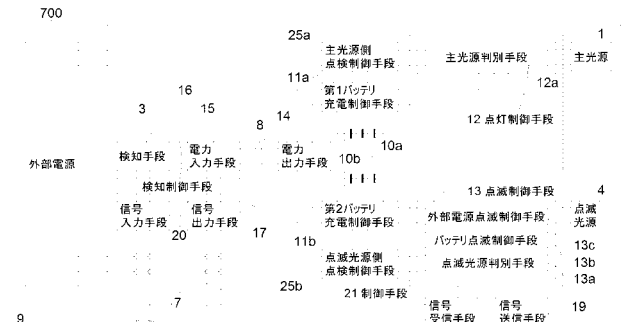 700
25a
1
主光源側
点検制御手段
主光源判別手段
主光源
11a
12a
16
第1バッテリ
充電制御手段
3
15
14
12 点灯制御手段
8
10a
検知手段
電力
入力手段
電力
出力手段
10b
外部電源
検知制御手段
13 点滅制御手段
4
信号
入力手段
信号
出力手段
第2バッテリ
充電制御手段
外部電源点滅制御手段
点滅
光源
20
17
11b
バッテリ点滅制御手段
13c
点滅光源側
点検制御手段
点滅光源判別手段
13b
13a
25b
21 制御手段
7
信号
受信手段
信号
送信手段
19
9